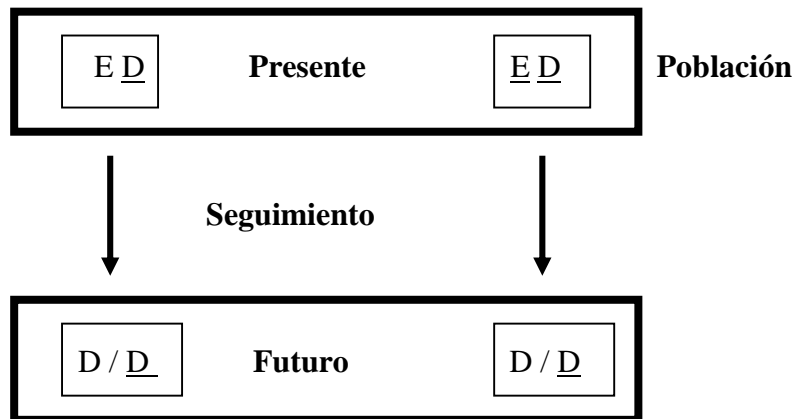 E D Presente E D Población
Seguimiento
D / D Futuro D / D